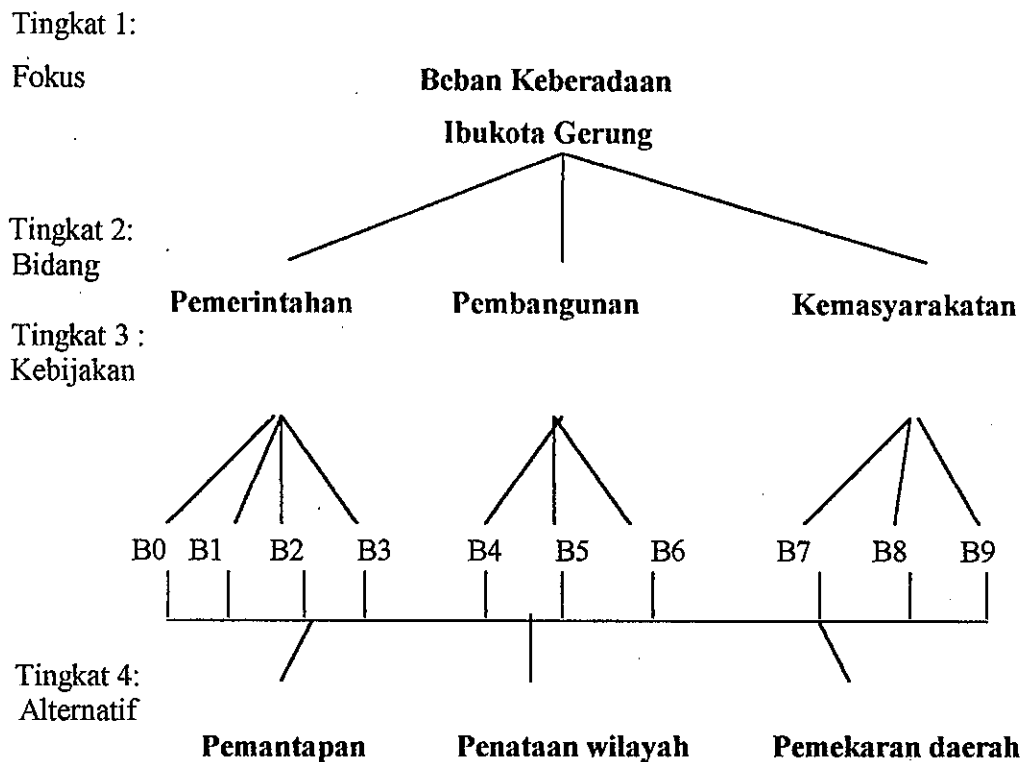 Tingkat 1:
Fokus
Beban Keberadaan
Ibukota Gerung
Tingkat 2:
Bidang
Pemerintahan Pembangunan Kemasyarakatan
Tingkat 3 :
Kebijakan
B0 B1 B2 B3 B4 B5 B6 B7 B8 B9
Tingkat 4:
Alternatif
Pemantapan Penataan wilayah Pemekaran daerah